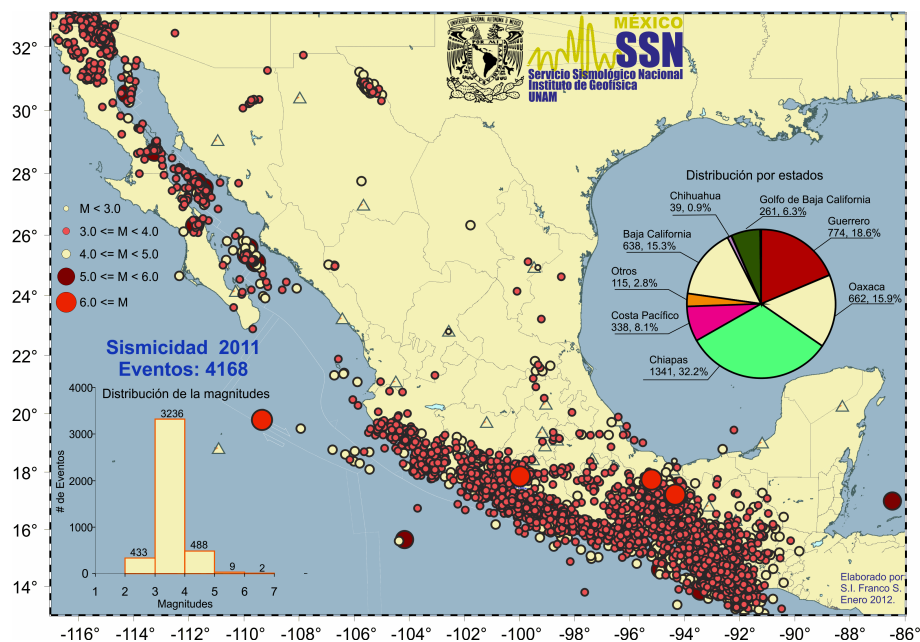 MÉXICO
SSN
Servicio Sismológico Nacional
Instituto de Geofísica
UNAM
32°
30°
28°
26°
24°
22°
20°
18°
16°
14°
M < 3.0
3.0 <= M < 4.0
4.0 <= M < 5.0
5.0 <= M < 6.0
6.0 <= M
Distribución por estados
Chihuahua
39, 0.9%
Golfo de Baja California
261, 6.3%
Guerrero
774, 18.6%
Baja California
638, 15.3%
Oaxaca
662, 15.9%
Otros
115, 2.8%
Costa Pacífico
338, 8.1%
Chiapas
1341, 32.2%
Sismicidad 2011
Eventos: 4168
Distribución de la magnitudes
# de Eventos
4000
3000
2000
1000
0
433
3236
488
9
2
1 2 3 4 5 6 7
Magnitudes
Elaborado por
S.I. Franco S.
Enero 2012.
-116° -114° -112° -110° -108° -106° -104° -102° -100° -98° -96° -94° -92° -90° -88° -86°